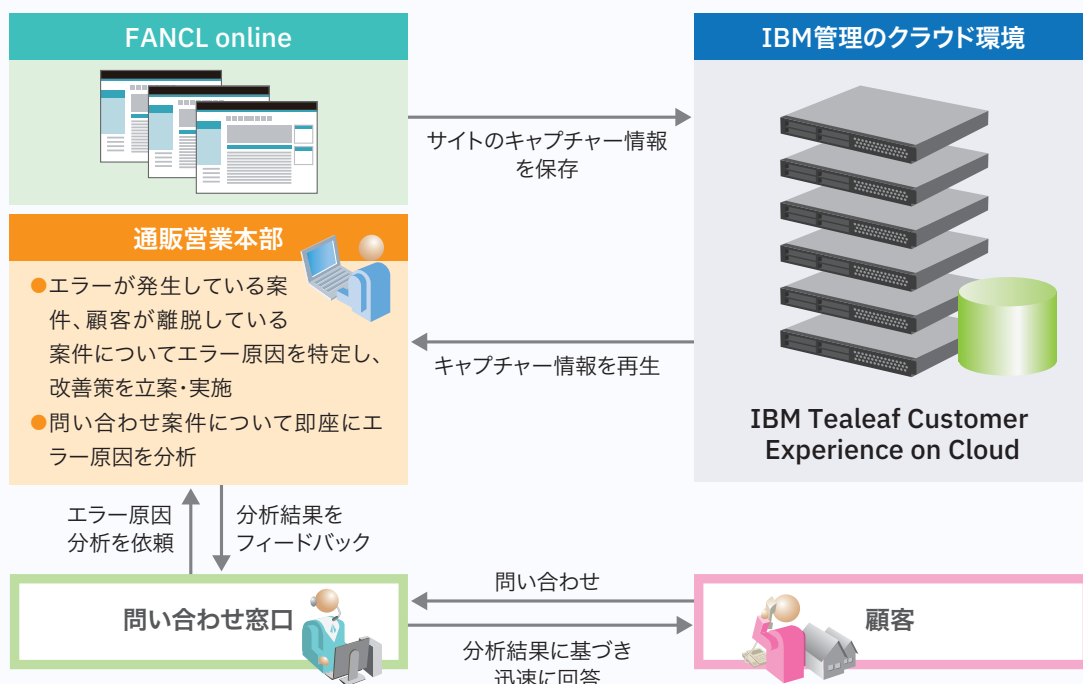 FANCL online
IBM管理のクラウド環境
サイトのキャプチャー情報
を保存
通販営業本部
●エラーが発生している案
件、顧客が離脱している
案件についてエラー原因を特定し、
改善策を立案・実施
●問い合わせ案件について即座にエ
ラー原因を分析
キャプチャー情報を再生
IBM Tealeaf Customer
Experience on Cloud
エラー原因
分析を依頼
分析結果を
フィードバック
問い合わせ窓口
問い合わせ
分析結果に基づき
迅速に回答
顧客